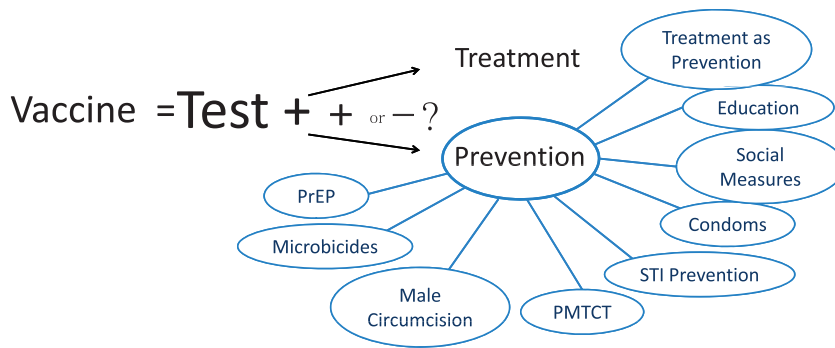 Treatment
Vaccine = Test + + or – ?
Prevention
Treatment as
Prevention
Education
Social
Measures
Condoms
STI Prevention
PMTCT
Male
Circumcision
Microbicides
PrEP